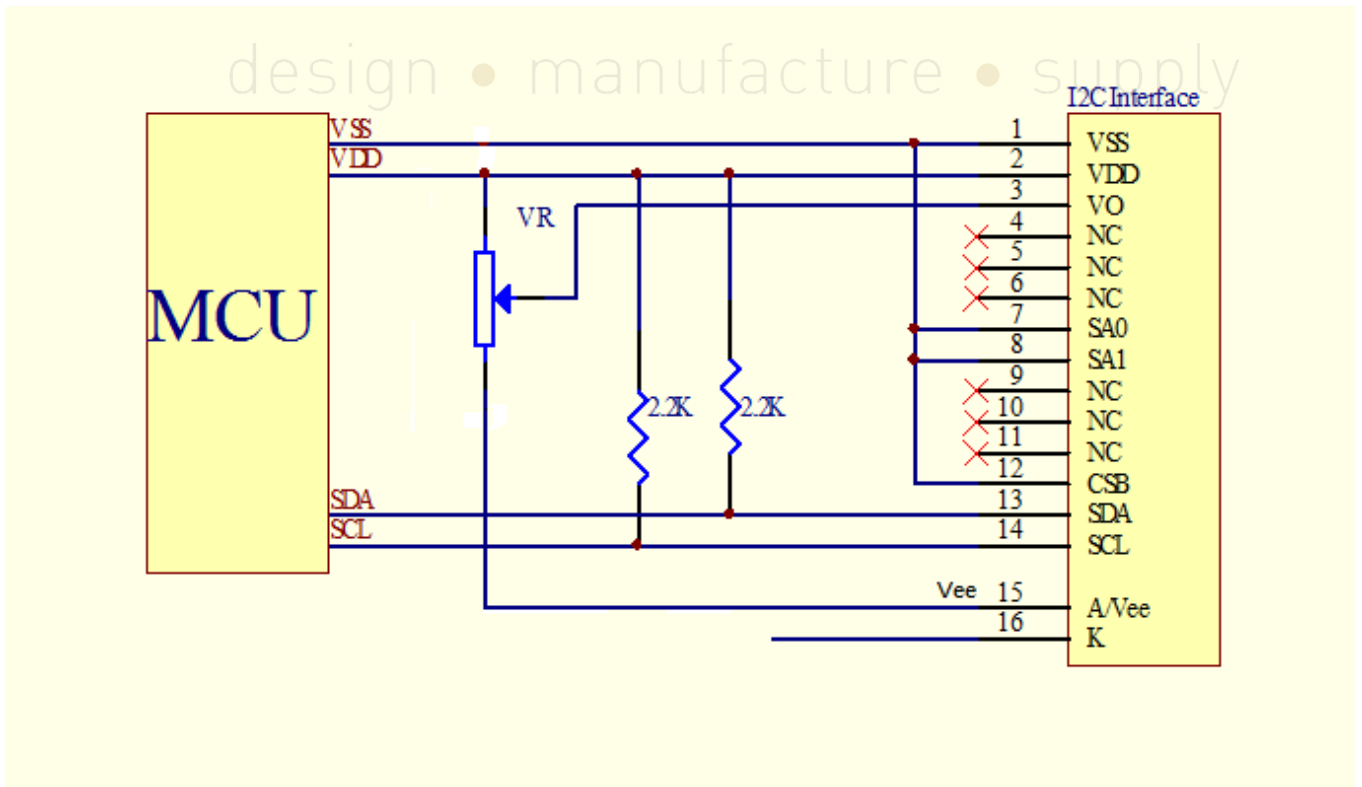 design • manufacture • supply
I2C Interface
MCU
VSS
VDD
VR
2.2K
2.2K
SDA
SCL
Vee
1 VSS
2 VDD
3 VO
4 NC
5 NC
6 NC
7 SA0
8 SA1
9 NC
10 NC
11 NC
12 CSB
13 SDA
14 SCL
15 A/Vee
16 K